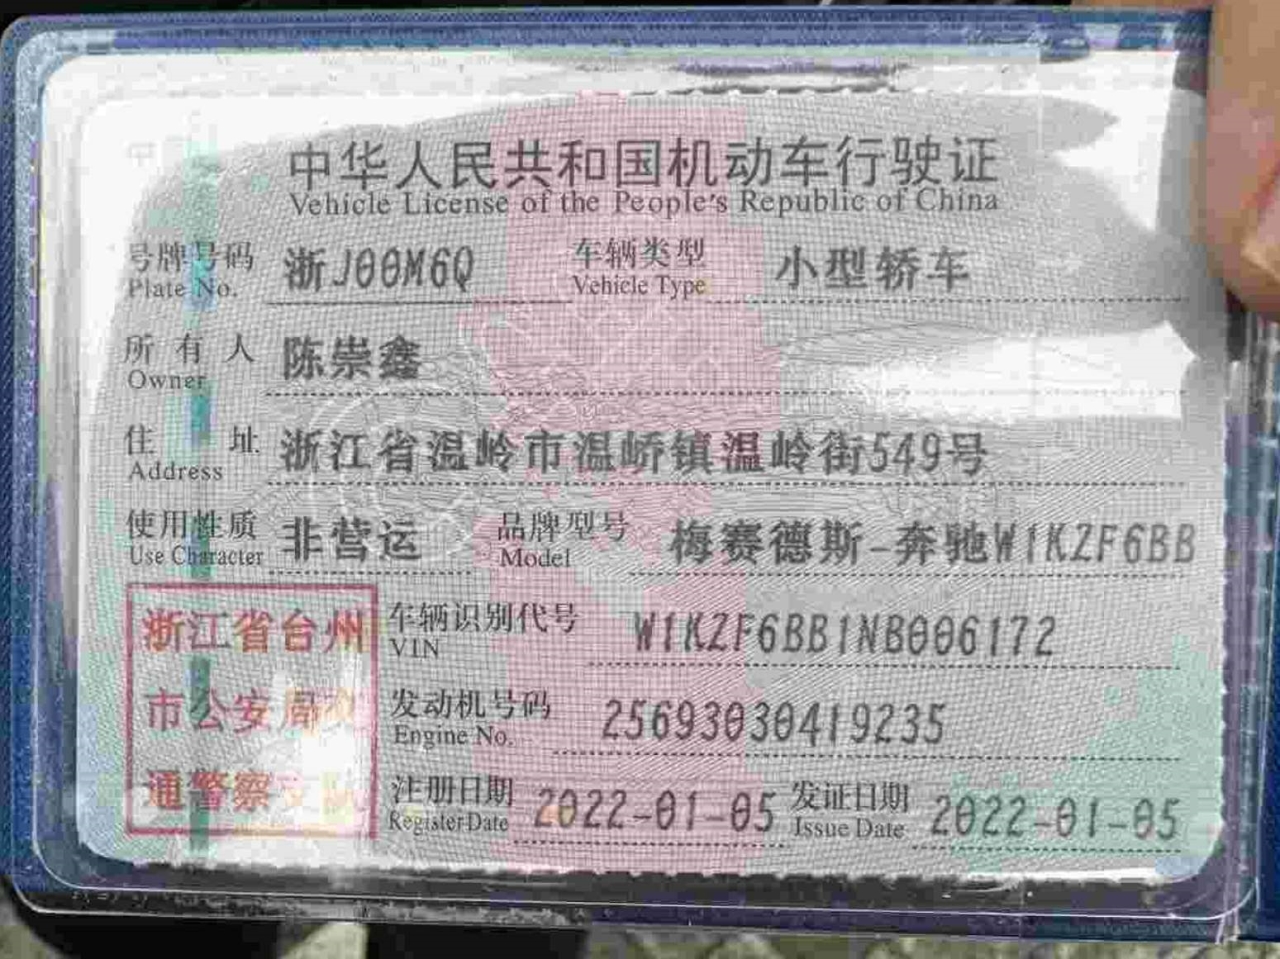 中华人民共和国机动车行驶证
Vehicle License of the People's Republic of China
号牌号码 浙J00M6Q 车辆类型 小型轿车
Plate No. Vehicle Type
所有人 陈崇鑫
Owner
住址 浙江省温岭市温峤镇温岭街549号
Address
使用性质 非营运 品牌型号 梅赛德斯-奔驰W1KZF6BB
Use Character Model
浙江省台州
市公安局交
通警察支队
车辆识别代号 W1KZF6BB1NB006172
VIN
发动机号码 25693030419235
Engine No.
注册日期 2022-01-05 发证日期 2022-01-05
Register Date Issue Date